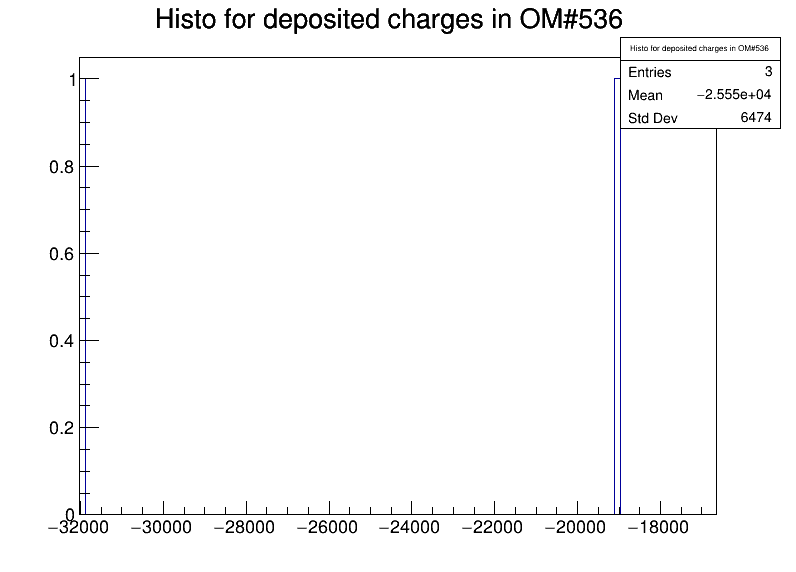 Histo for deposited charges in OM#536
Histo for deposited charges in OM#536
Entries 3
Mean −2.555e+04
Std Dev 6474
1
0.8
0.6
0.4
0.2
0
−32000 −30000 −28000 −26000 −24000 −22000 −20000 −18000